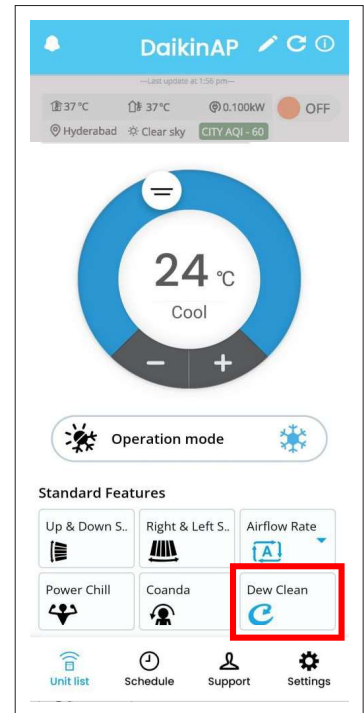 DaikinAP
—Last update at 1:56 pm—
37 °C 37 °C 0.100kW OFF
Hyderabad Clear sky CITY AQI - 60
24 °C
Cool
− +
Operation mode
Standard Features
Up & Down S.. Right & Left S.. Airflow Rate
A
Power Chill Coanda Dew Clean
Unit list Schedule Support Settings